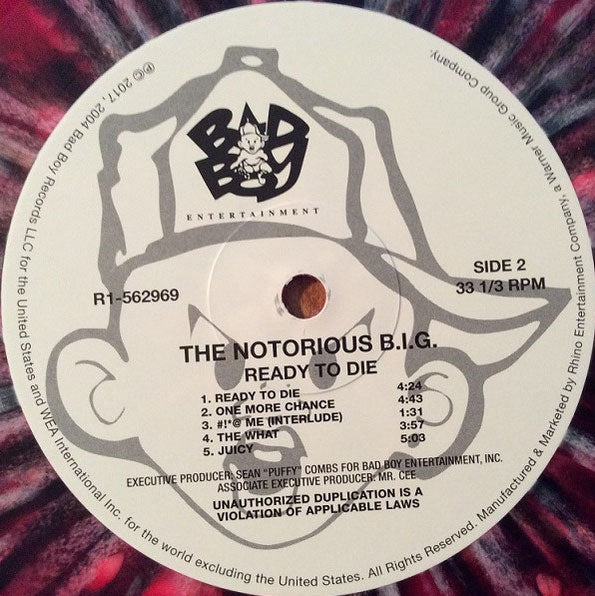 BAD
BOY
ENTERTAINMENT
R1-562969
SIDE 2
33 1/3 RPM
THE NOTORIOUS B.I.G.
READY TO DIE
1. READY TO DIE 4:24
2. ONE MORE CHANCE 4:43
3. #!*@ ME (INTERLUDE) 1:31
4. THE WHAT 3:57
5. JUICY 5:03
EXECUTIVE PRODUCER: SEAN "PUFFY" COMBS FOR BAD BOY ENTERTAINMENT, INC.
ASSOCIATE EXECUTIVE PRODUCER: MR. CEE
UNAUTHORIZED DUPLICATION IS A
VIOLATION OF APPLICABLE LAWS
℗© 2017, 2004 Bad Boy Records LLC for the United States and WEA International Inc. for the world excluding the United States. All Rights Reserved. Manufactured & Marketed by Rhino Entertainment Company, a Warner Music Group Company.